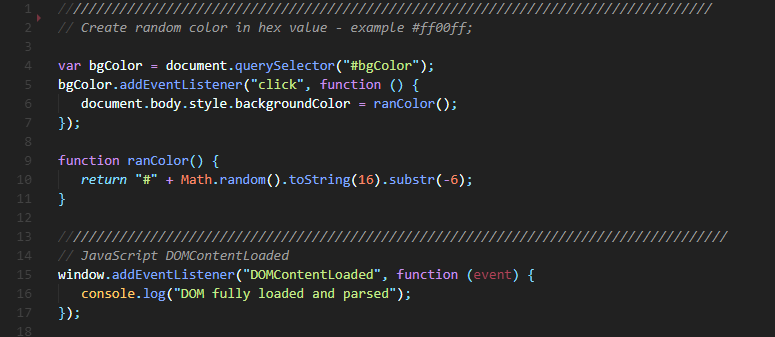 1 ////////////////////////////////////////////////////////////////////////////////////
2 // Create random color in hex value - example #ff00ff;
3
4 var bgColor = document.querySelector("#bgColor");
5 bgColor.addEventListener("click", function () {
6    document.body.style.backgroundColor = ranColor();
7 });
8
9 function ranColor() {
10    return "#" + Math.random().toString(16).substr(-6);
11 }
12
13 //////////////////////////////////////////////////////////////////////////////////////
14 // JavaScript DOMContentLoaded
15 window.addEventListener("DOMContentLoaded", function (event) {
16    console.log("DOM fully loaded and parsed");
17 });
18